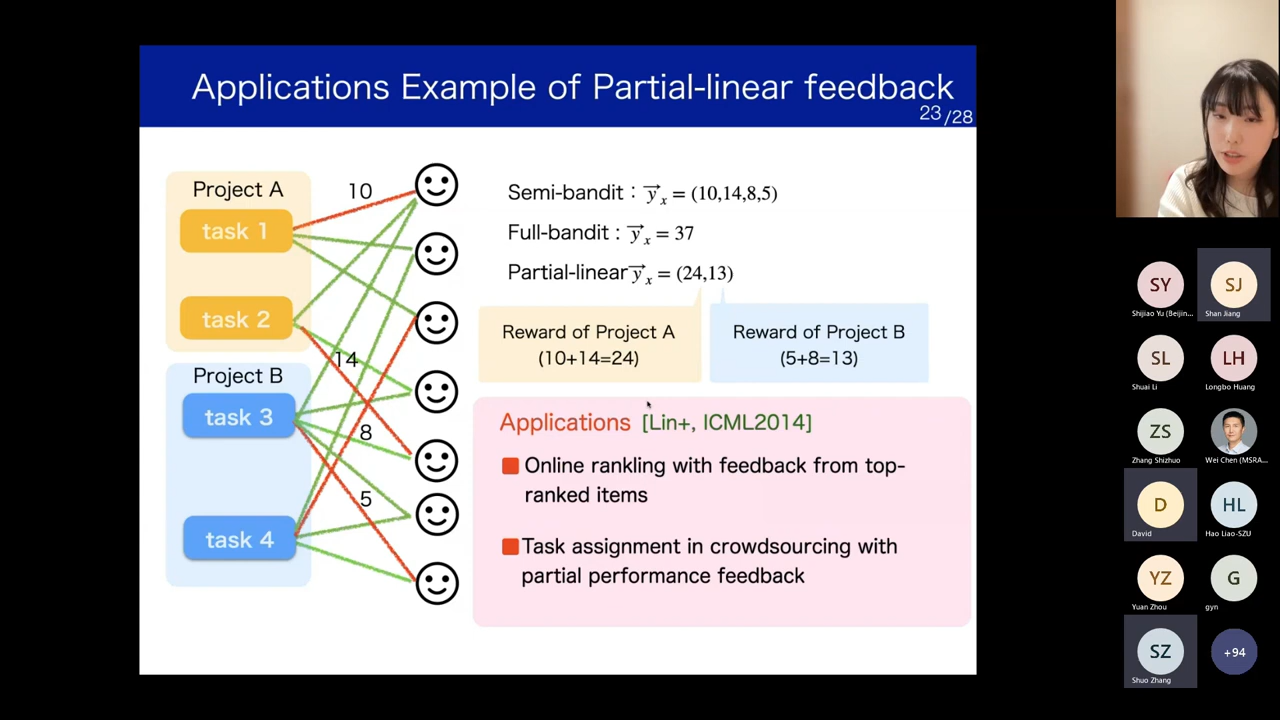 Applications Example of Partial-linear feedback
23/28
Project A
task 1
task 2
Project B
task 3
task 4
10
14
8
5
Semi-bandit : y⃗ₓ = (10,14,8,5)
Full-bandit : y⃗ₓ = 37
Partial-linear y⃗ₓ = (24,13)
Reward of Project A
(10+14=24)
Reward of Project B
(5+8=13)
Applications [Lin+, ICML2014]
Online rankling with feedback from top-
ranked items
Task assignment in crowdsourcing with
partial performance feedback
SY
Shijiao Yu (Beijin...
SJ
Shan Jiang
SL
Shuai Li
LH
Longbo Huang
ZS
Zhang Shizhuo
Wei Chen (MSRA...
D
David
HL
Hao Liao-SZU
YZ
Yuan Zhou
G
gyn
SZ
Shuo Zhang
+94